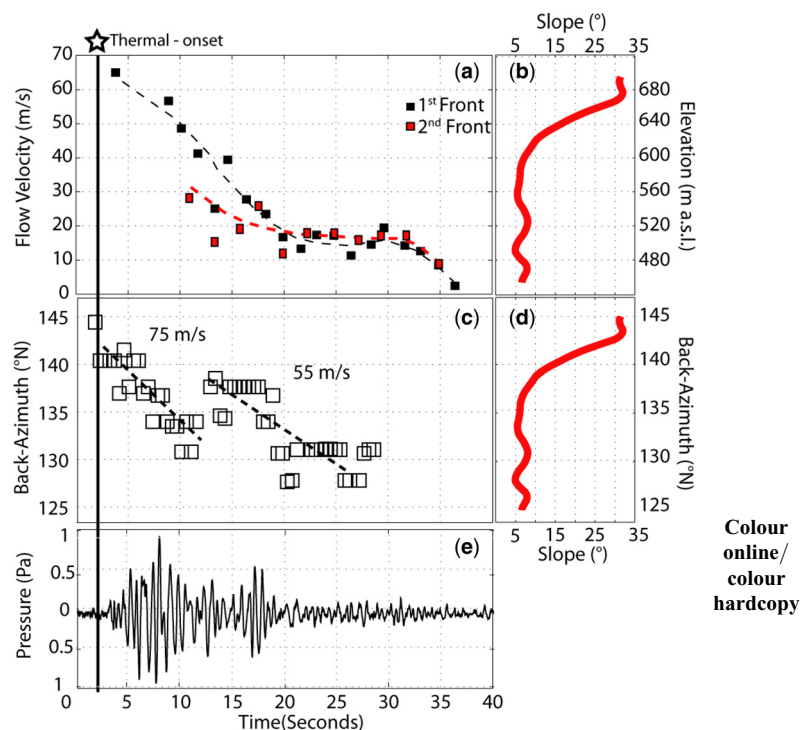 Slope (°)
Thermal - onset
5 15 25 35
70
60
50
40
30
20
10
0
Flow Velocity (m/s)
(a)
1st Front
2nd Front
(b)
680
640
600
560
520
480
Elevation (m a.s.l.)
145
140
135
130
125
Back-Azimuth (°N)
75 m/s
55 m/s
(c)
(d)
145
140
135
130
125
Back-Azimuth (°N)
5 15 25 35
Slope (°)
1
0.5
0
0.5
1
Pressure (Pa)
(e)
0 5 10 15 20 25 30 35 40
Time(Seconds)
Colour
online/
colour
hardcopy